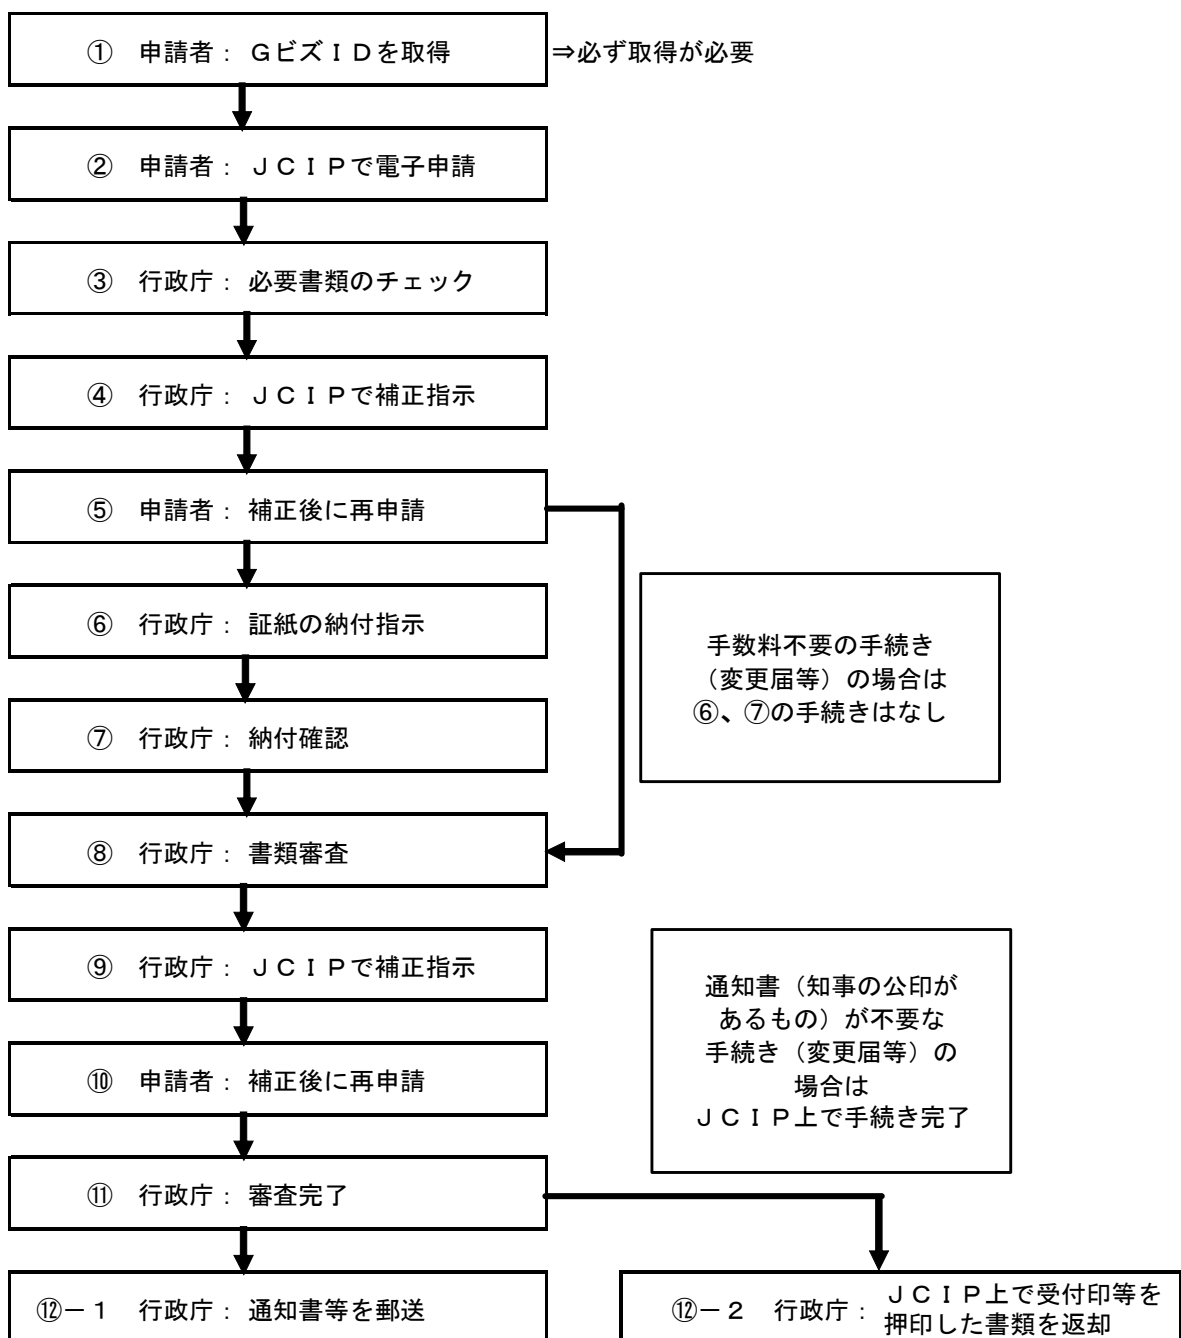 ① 申請者： ＧビズＩＤを取得
⇒必ず取得が必要
② 申請者： ＪＣＩＰで電子申請
③ 行政庁： 必要書類のチェック
④ 行政庁： ＪＣＩＰで補正指示
⑤ 申請者： 補正後に再申請
⑥ 行政庁： 証紙の納付指示
手数料不要の手続き
（変更届等）の場合は
⑥、⑦の手続きはなし
⑦ 行政庁： 納付確認
⑧ 行政庁： 書類審査
⑨ 行政庁： ＪＣＩＰで補正指示
通知書（知事の公印が
あるもの）が不要な
手続き（変更届等）の
場合は
ＪＣＩＰ上で手続き完了
⑩ 申請者： 補正後に再申請
⑪ 行政庁： 審査完了
⑫－１ 行政庁： 通知書等を郵送
⑫－２ 行政庁： ＪＣＩＰ上で受付印等を
押印した書類を返却